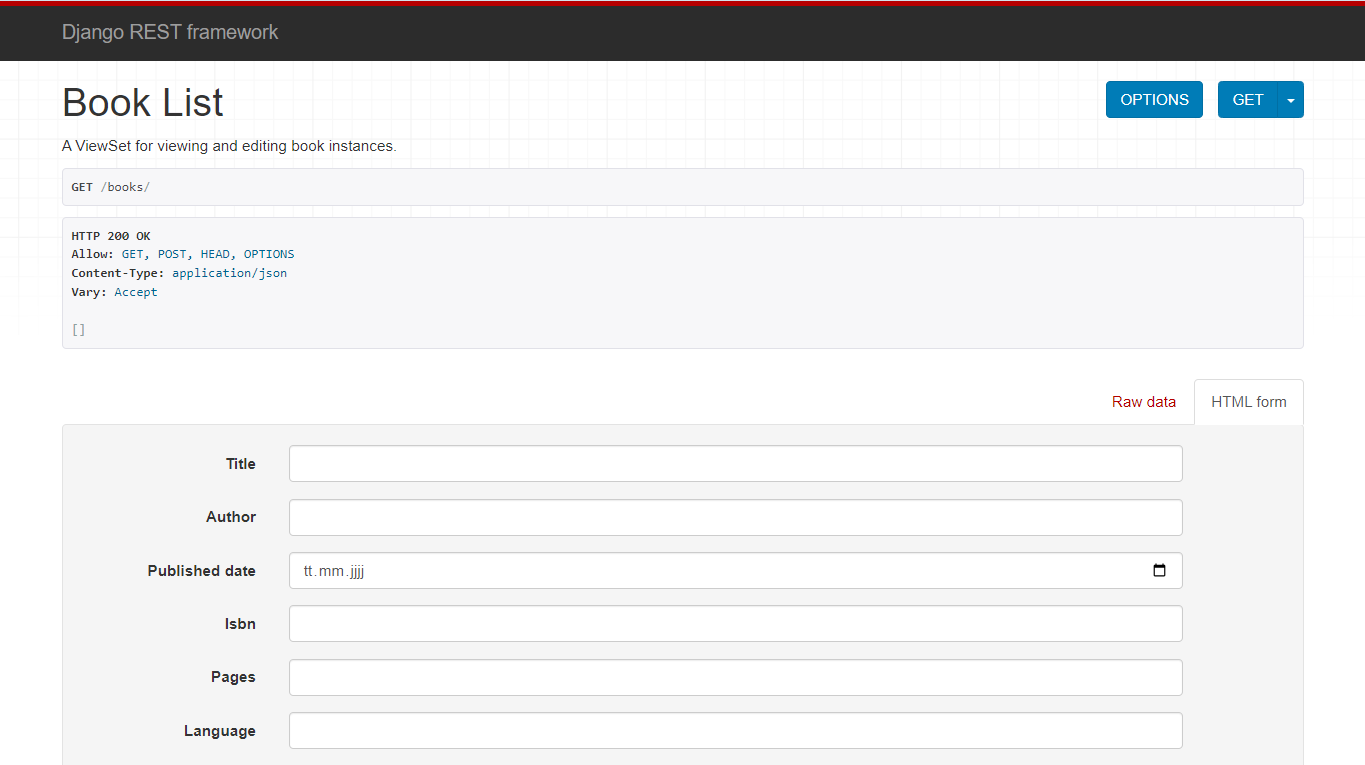 Django REST framework
Book List
OPTIONS
GET
A ViewSet for viewing and editing book instances.
GET /books/
HTTP 200 OK
Allow: GET, POST, HEAD, OPTIONS
Content-Type: application/json
Vary: Accept
[]
Raw data
HTML form
Title
Author
Published date
tt.mm.jjjj
Isbn
Pages
Language